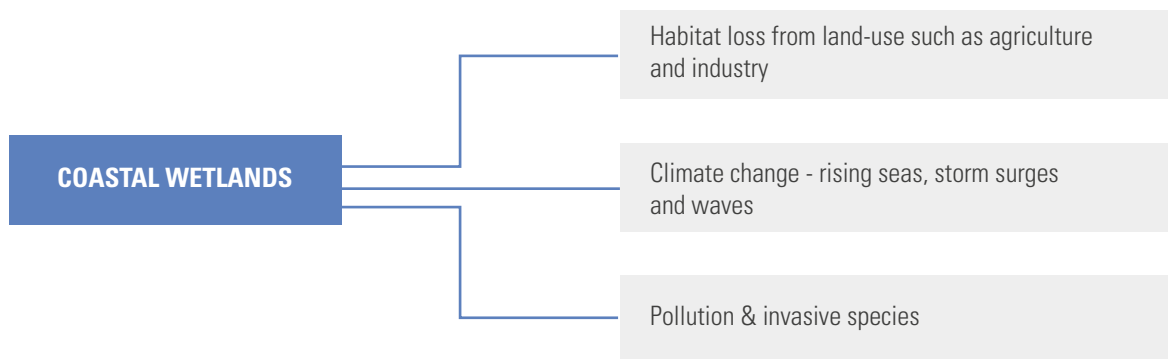 Habitat loss from land-use such as agriculture
and industry
COASTAL WETLANDS
Climate change - rising seas, storm surges
and waves
Pollution & invasive species